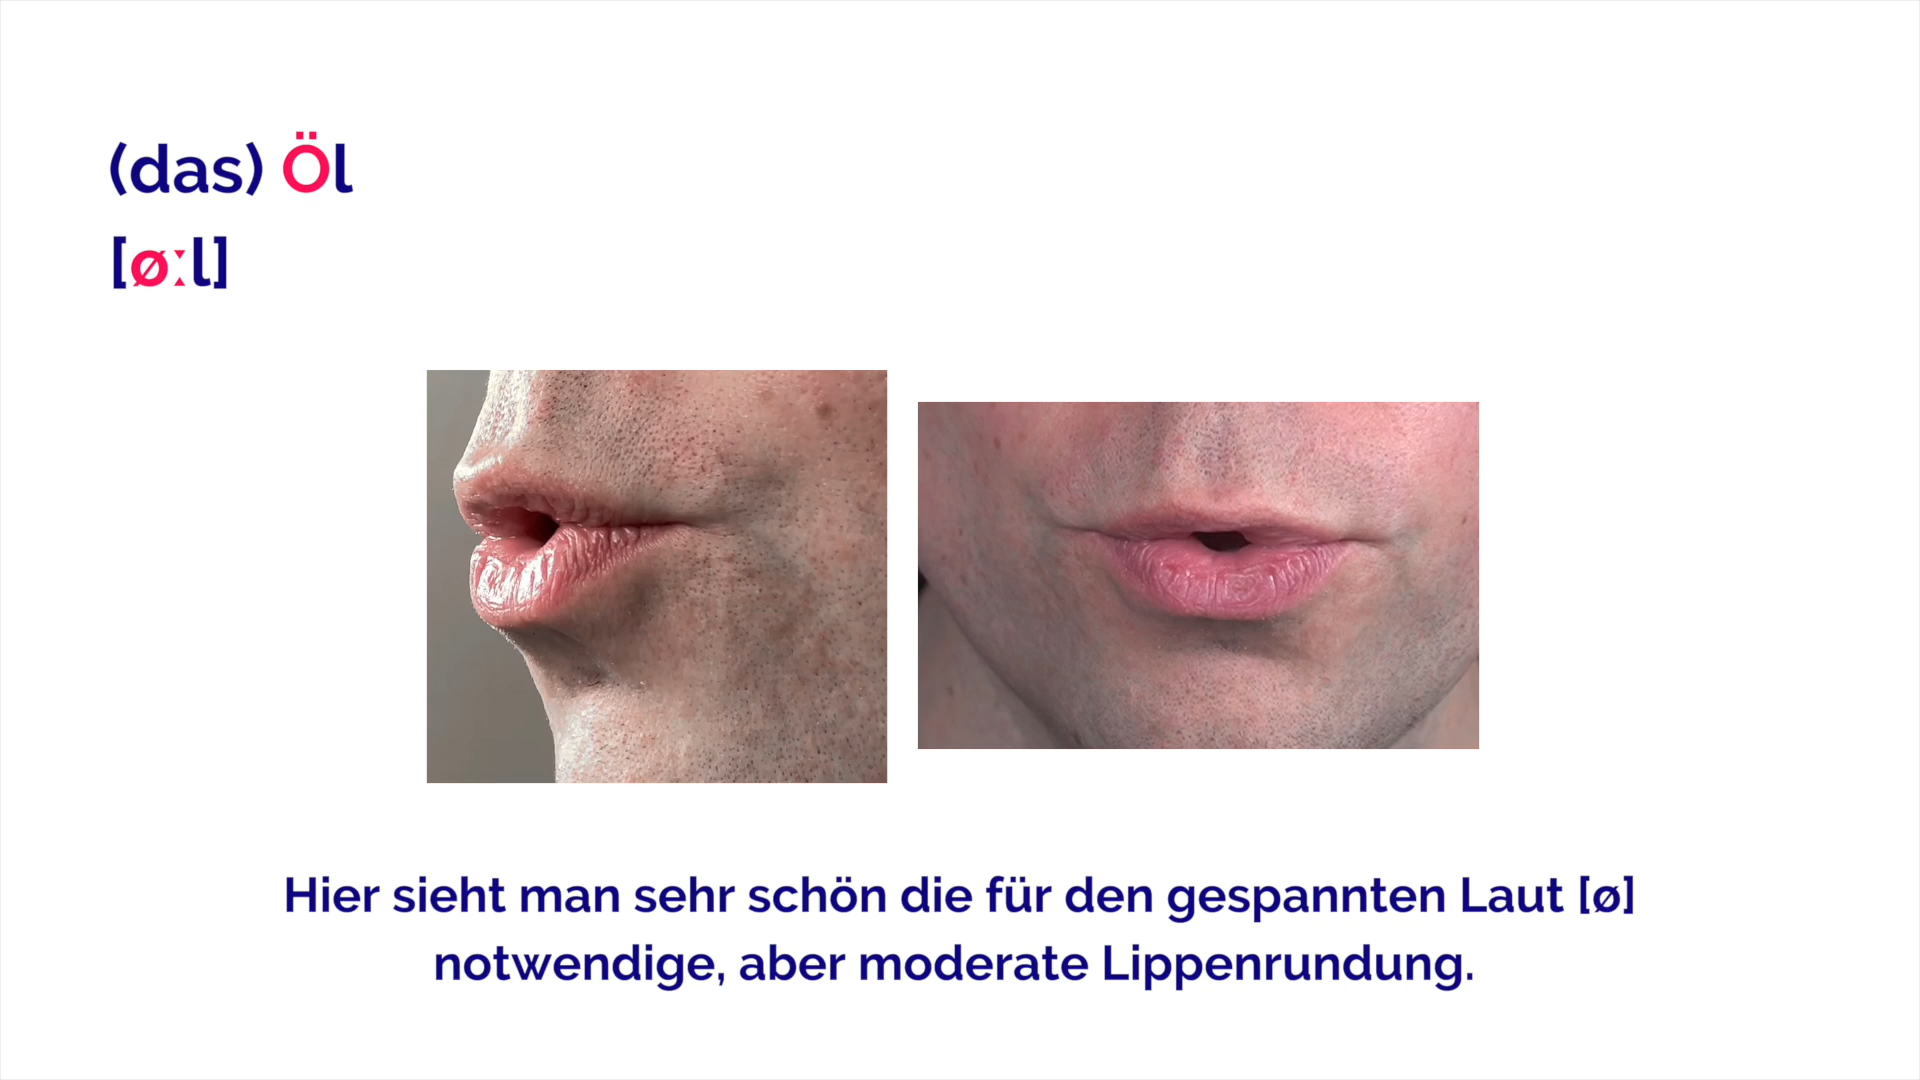 (das) Öl
[øːl]
Hier sieht man sehr schön die für den gespannten Laut [ø]
notwendige, aber moderate Lippenrundung.